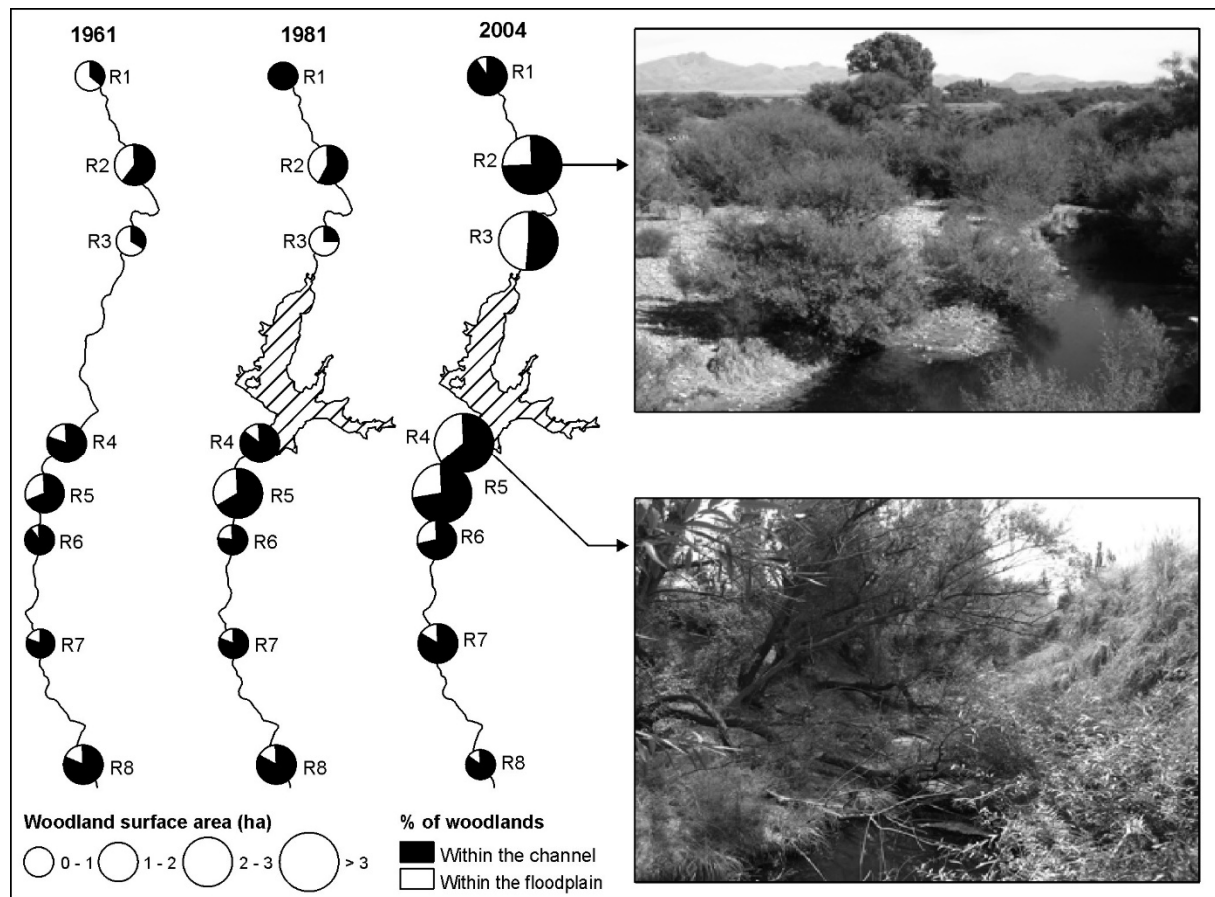 1961
1981
2004
R1
R1
R1
R2
R2
R2
R3
R3
R3
R4
R4
R4
R5
R5
R5
R6
R6
R6
R7
R7
R7
R8
R8
R8
Woodland surface area (ha)
0 - 1
1 - 2
2 - 3
> 3
% of woodlands
Within the channel
Within the floodplain